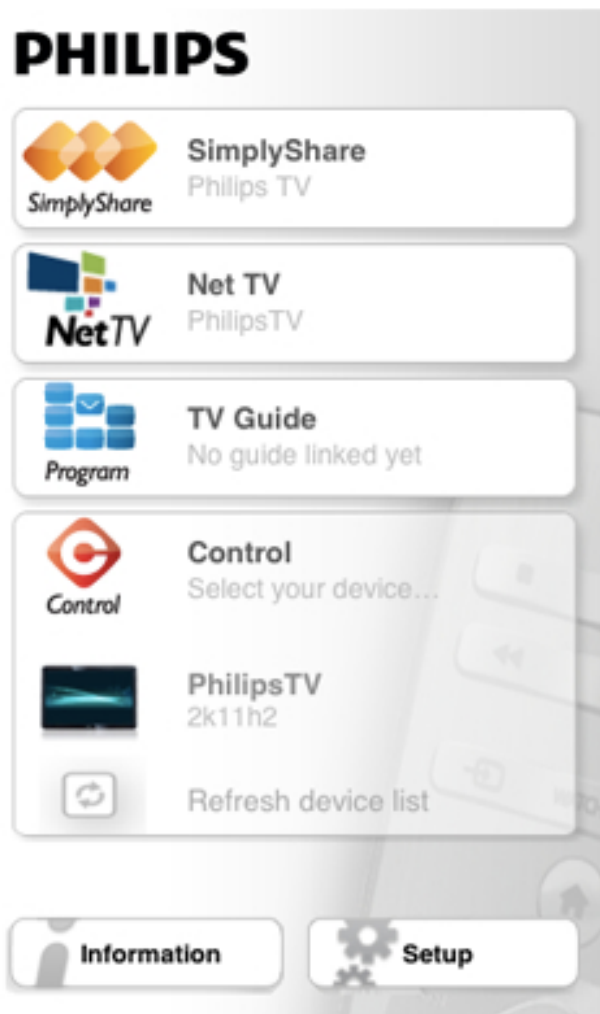 PHILIPS
SimplyShare
SimplyShare
Philips TV
NetTV
Net TV
PhilipsTV
Program
TV Guide
No guide linked yet
Control
Control
Select your device...
PhilipsTV
2k11h2
Refresh device list
Information
Setup